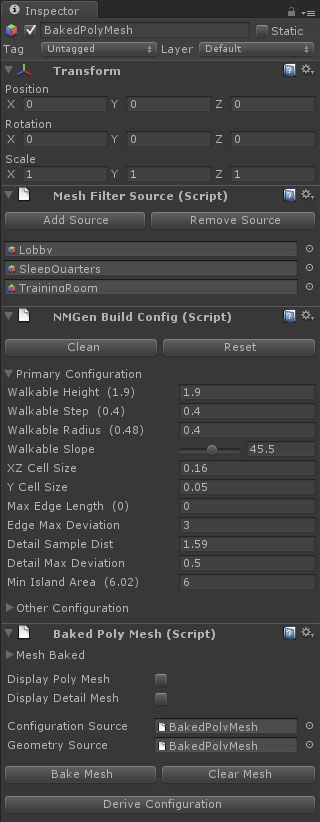 Inspector
BakedPolyMesh Static
Tag Untagged Layer Default
Transform
Position
X 0 Y 0 Z 0
Rotation
X 0 Y 0 Z 0
Scale
X 1 Y 1 Z 1
Mesh Filter Source (Script)
Add Source Remove Source
Lobby
SleepQuarters
TrainingRoom
NMGen Build Config (Script)
Clean Reset
Primary Configuration
Walkable Height (1.9) 1.9
Walkable Step (0.4) 0.4
Walkable Radius (0.48) 0.4
Walkable Slope 45.5
XZ Cell Size 0.16
Y Cell Size 0.05
Max Edge Length (0) 0
Edge Max Deviation 3
Detail Sample Dist 1.59
Detail Max Deviation 0.5
Min Island Area (6.02) 6
Other Configuration
Baked Poly Mesh (Script)
Mesh Baked
Display Poly Mesh
Display Detail Mesh
Configuration Source BakedPolyMesh
Geometry Source BakedPolyMesh
Bake Mesh Clear Mesh
Derive Configuration